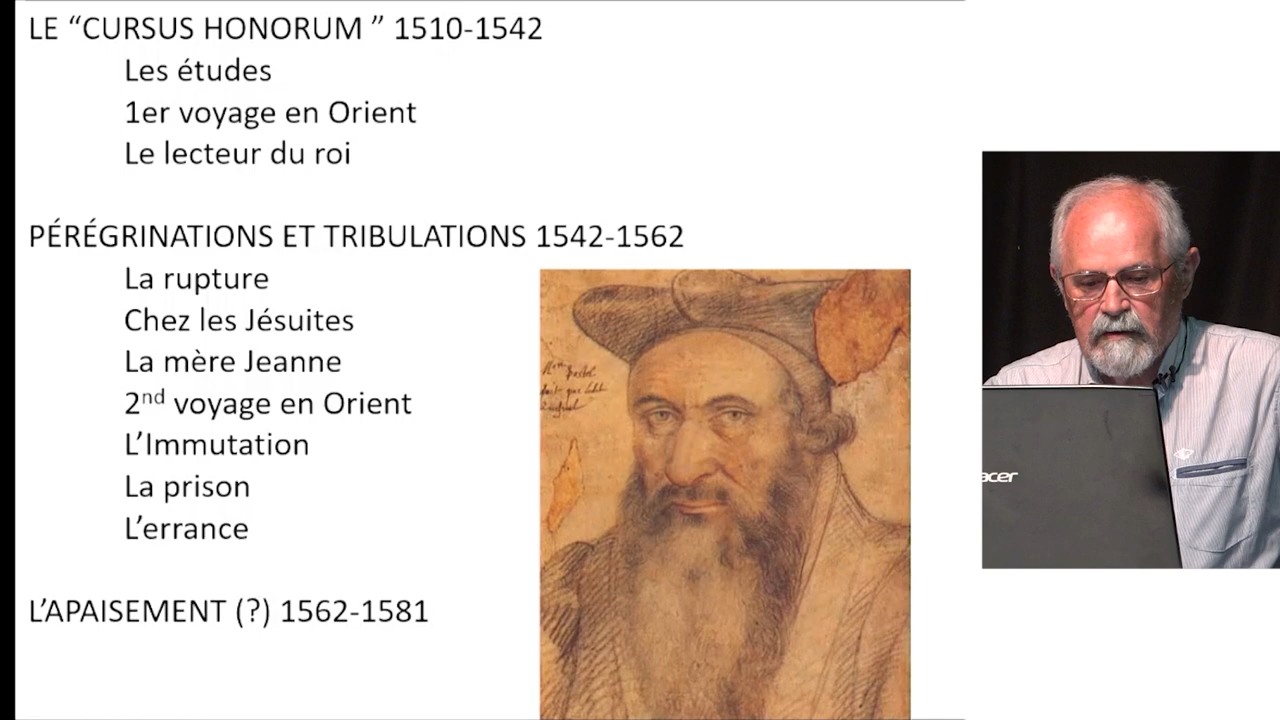 LE “CURSUS HONORUM ” 1510-1542
Les études
1er voyage en Orient
Le lecteur du roi
PÉRÉGRINATIONS ET TRIBULATIONS 1542-1562
La rupture
Chez les Jésuites
La mère Jeanne
2nd voyage en Orient
L’Immutation
La prison
L’errance
L’APAISEMENT (?) 1562-1581
Postel
acer